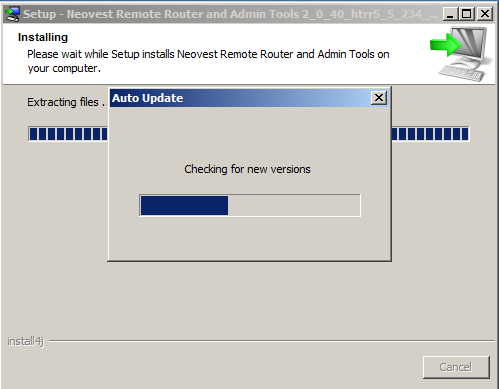 Setup - Neovest Remote Router and Admin Tools 2_0_40_htrr5_5_234_...
Installing
Please wait while Setup installs Neovest Remote Router and Admin Tools on
your computer.
Extracting files .
Auto Update
Checking for new versions
install4j
Cancel